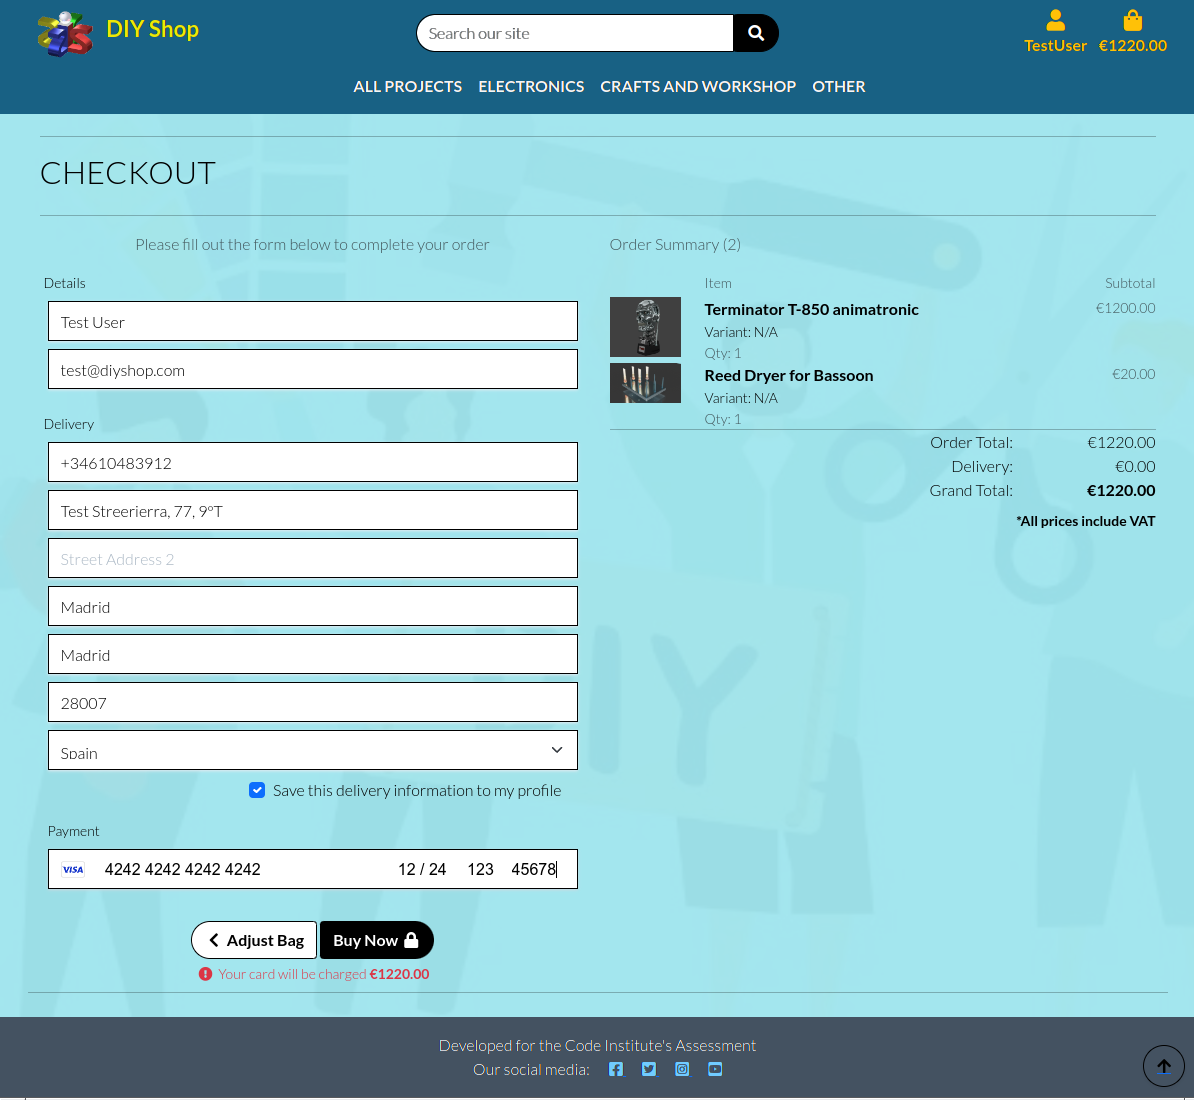 DIY Shop
Search our site
TestUser
€1220.00
ALL PROJECTS
ELECTRONICS
CRAFTS AND WORKSHOP
OTHER
CHECKOUT
Please fill out the form below to complete your order
Details
Test User
test@diyshop.com
Delivery
+34610483912
Test Streerierra, 77, 9ºT
Street Address 2
Madrid
Madrid
28007
Spain
Save this delivery information to my profile
Payment
VISA 4242 4242 4242 4242 12 / 24 123 45678
Adjust Bag
Buy Now
Your card will be charged €1220.00
Order Summary (2)
Item Subtotal
Terminator T-850 animatronic €1200.00
Variant: N/A
Qty: 1
Reed Dryer for Bassoon €20.00
Variant: N/A
Qty: 1
Order Total: €1220.00
Delivery: €0.00
Grand Total: €1220.00
*All prices include VAT
Developed for the Code Institute's Assessment
Our social media: